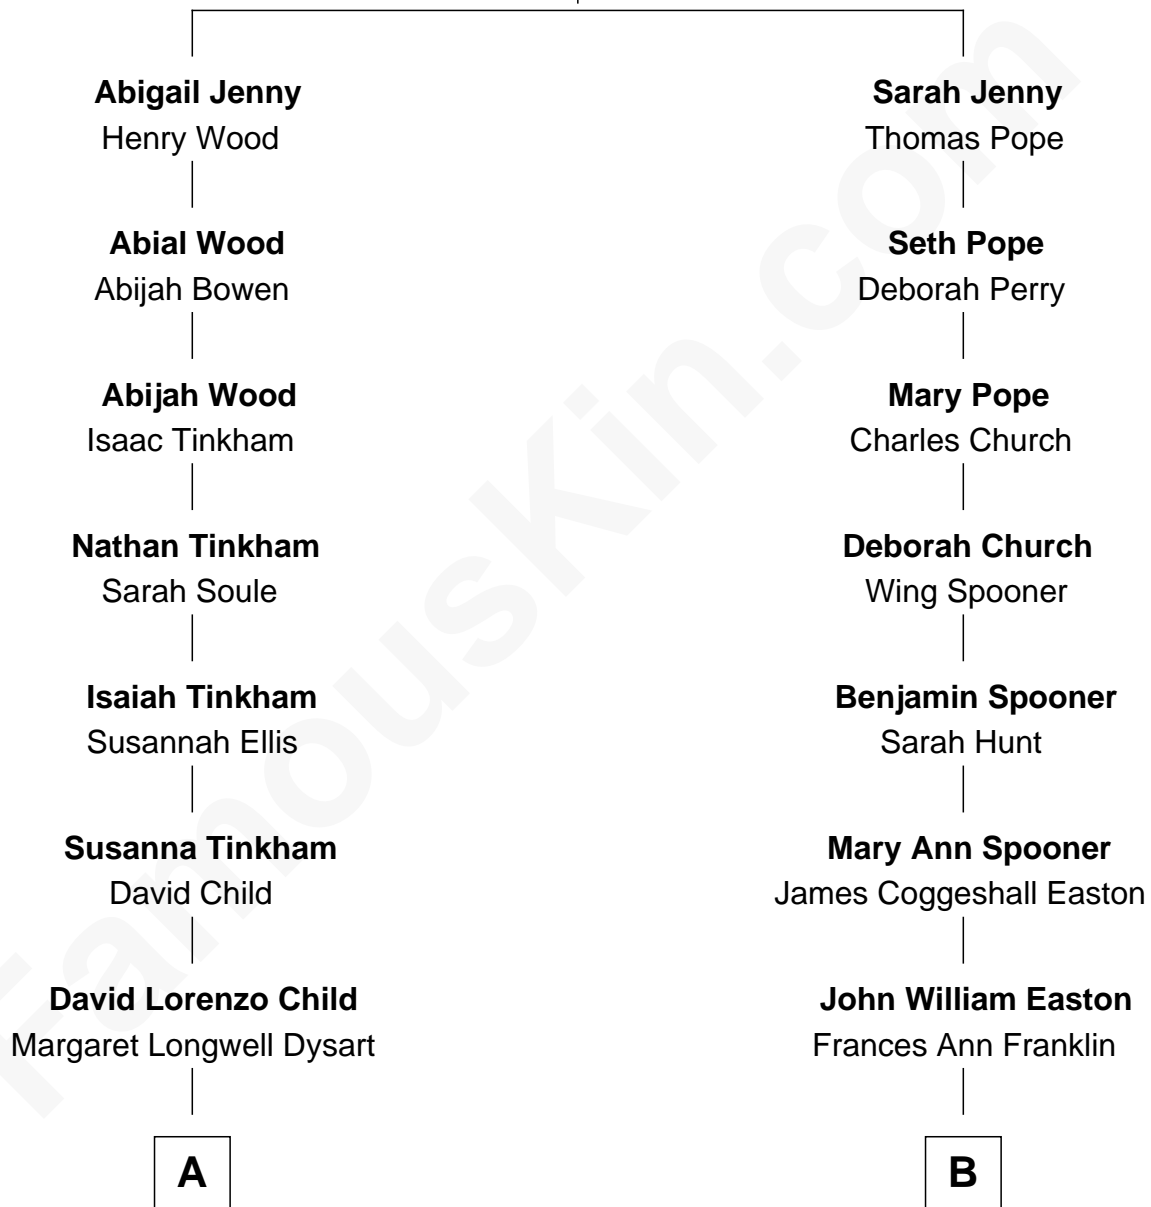 Abigail Jenny
Henry Wood
Abial Wood
Abijah Bowen
Abijah Wood
Isaac Tinkham
Nathan Tinkham
Sarah Soule
Isaiah Tinkham
Susannah Ellis
Susanna Tinkham
David Child
David Lorenzo Child
Margaret Longwell Dysart
A
Sarah Jenny
Thomas Pope
Seth Pope
Deborah Perry
Mary Pope
Charles Church
Deborah Church
Wing Spooner
Benjamin Spooner
Sarah Hunt
Mary Ann Spooner
James Coggeshall Easton
John William Easton
Frances Ann Franklin
B
FamousKin.com